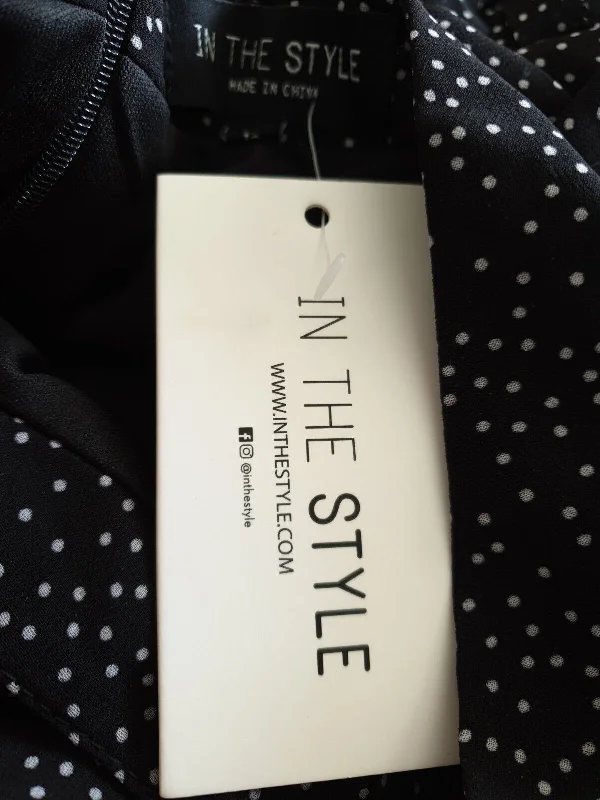 IN THE STYLE
MADE IN CHINA
IN THE STYLE
WWW.INTHESTYLE.COM
@inthestyle